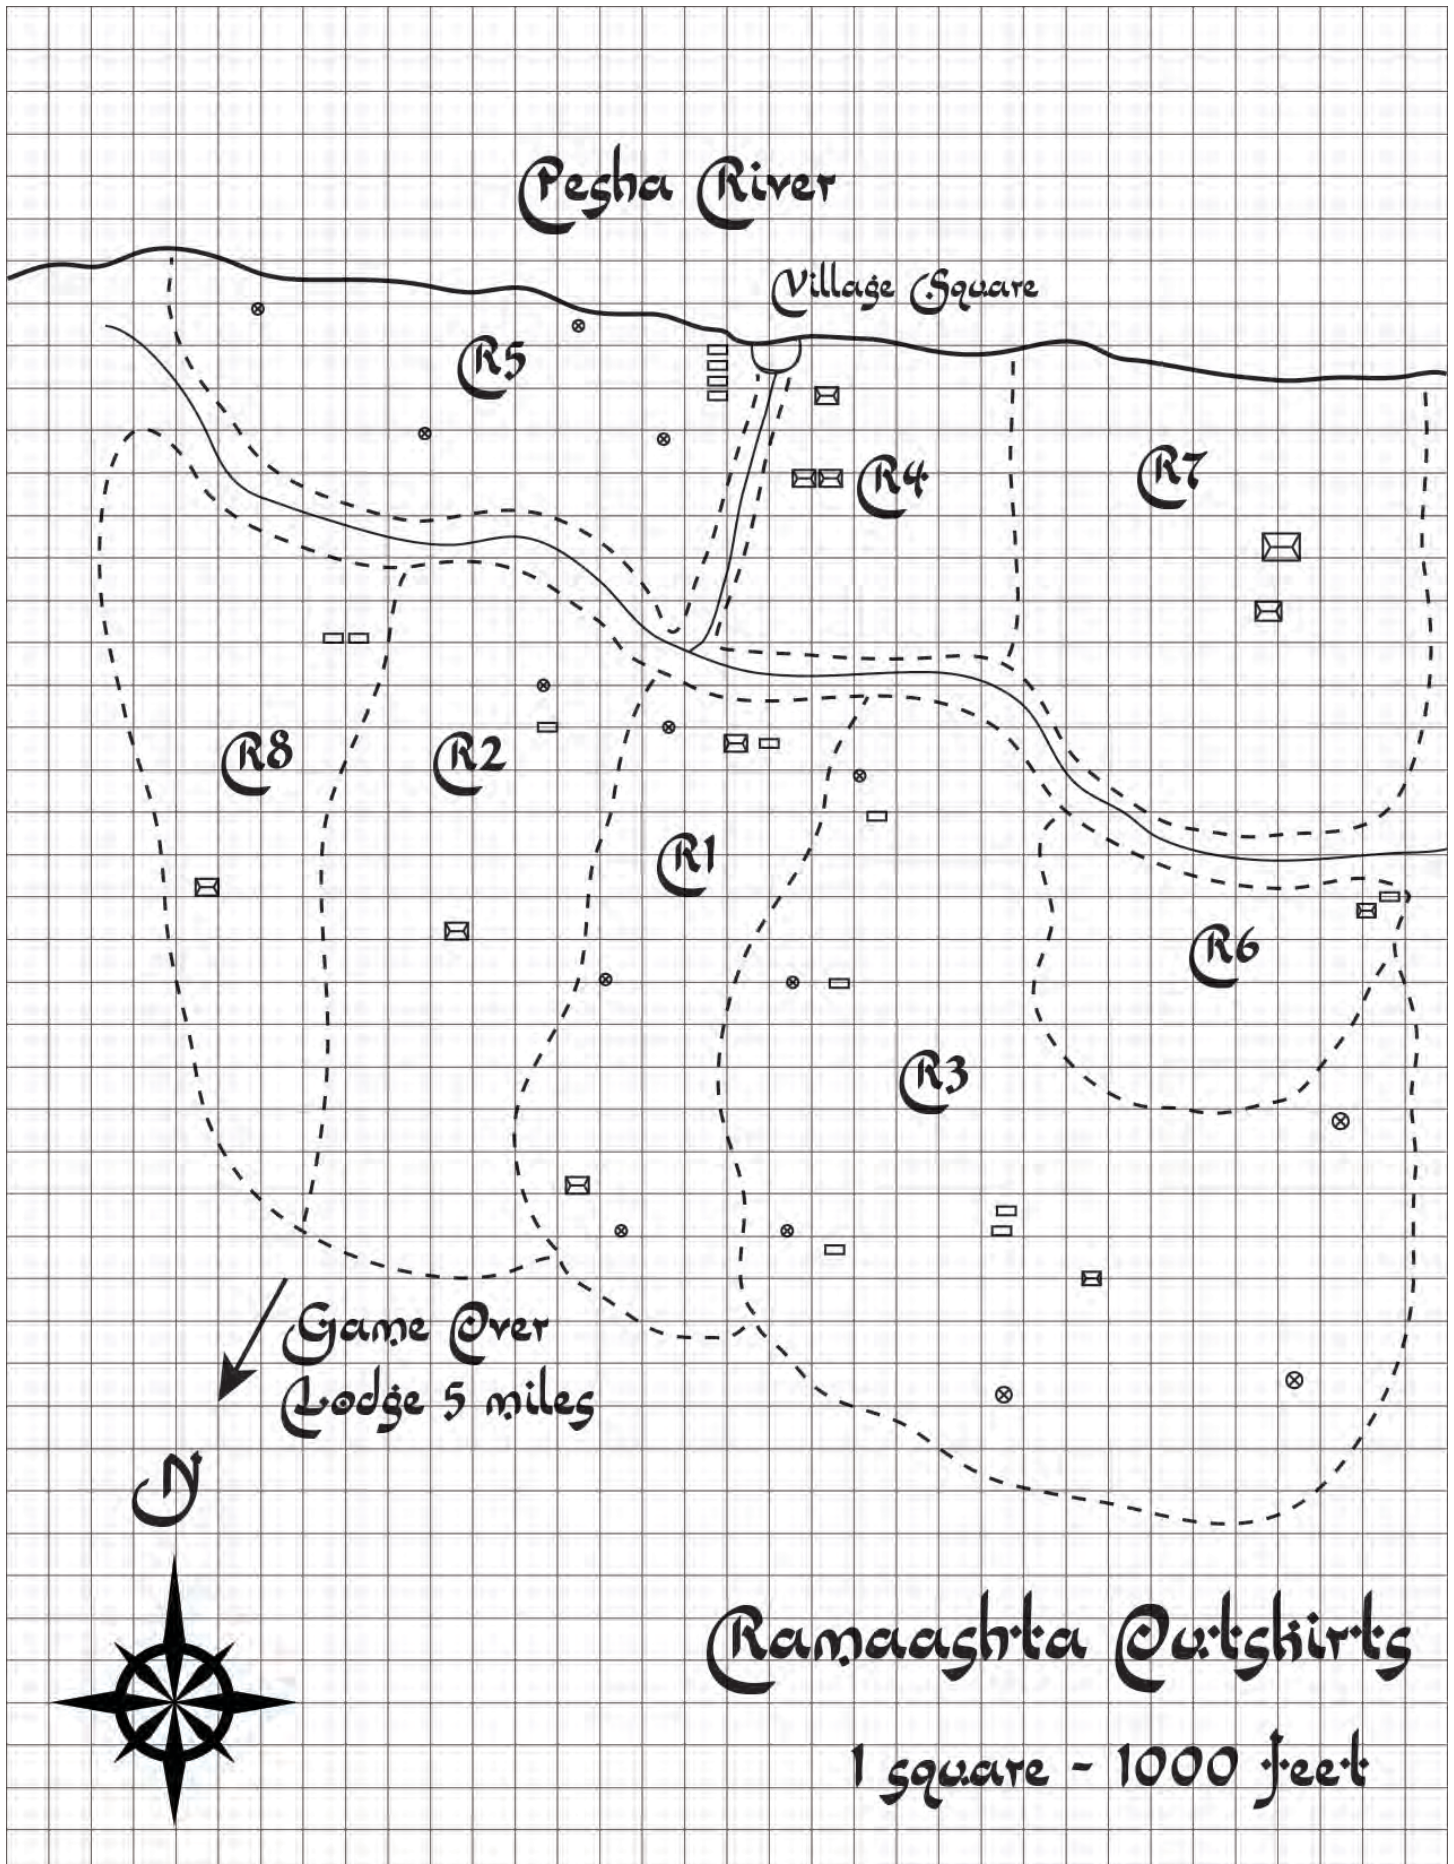 Pesha River
Village Square
R5
R4
R7
R8
R2
R1
R6
R3
Game Over
Lodge 5 miles
N
Ramaashta Outskirts
1 square - 1000 feet